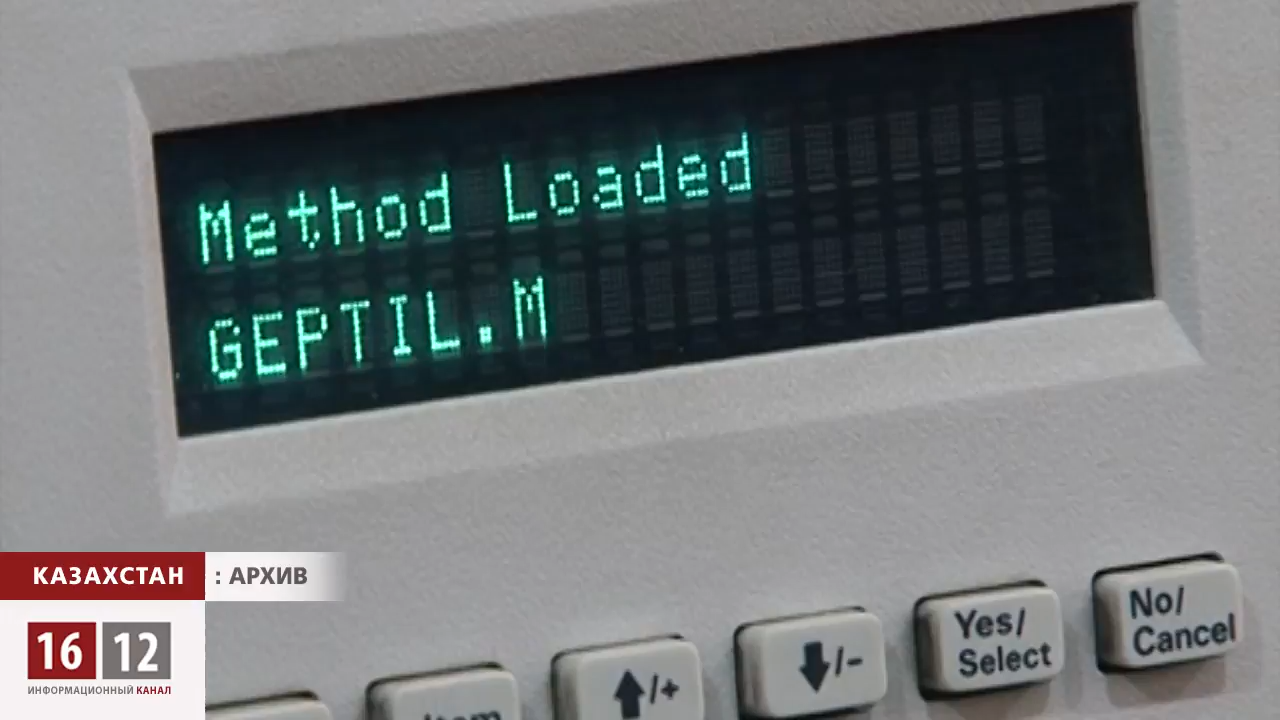 Method Loaded
GEPTIL.M
КАЗАХСТАН : АРХИВ
16 12
ИНФОРМАЦИОННЫЙ КАНАЛ
/+
/-
Yes/
Select
No/
Cancel